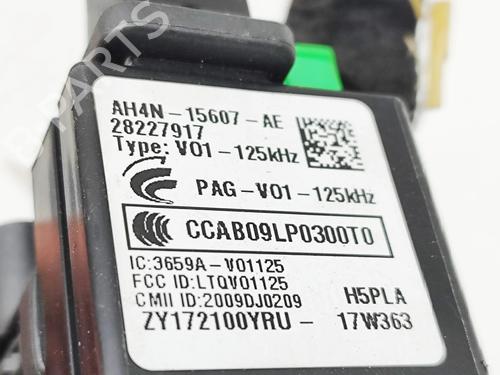 AH4N-15607-AE
28227917
Type: V01-125kHz
PAG-V01-125kHz
CCAB09LP0300T0
IC:3659A-V01125
FCC ID:LTQV01125
CMII ID:2009DJ0209 H5PLA
ZY172100YRU- 17W363
B-PARTS